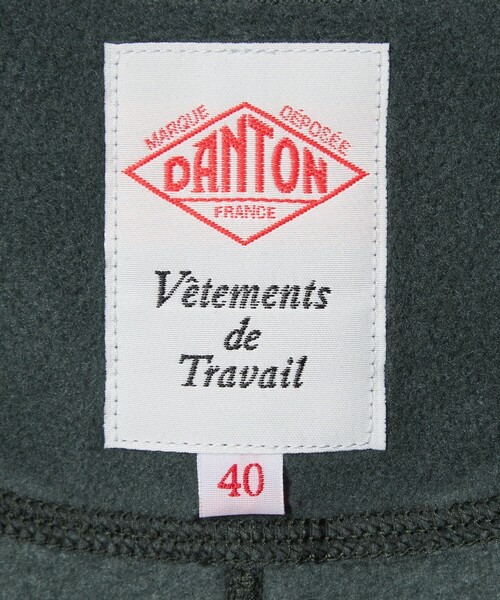 MARQUE DÉPOSÉE
DANTON
FRANCE
Vêtements
de
Travail
40